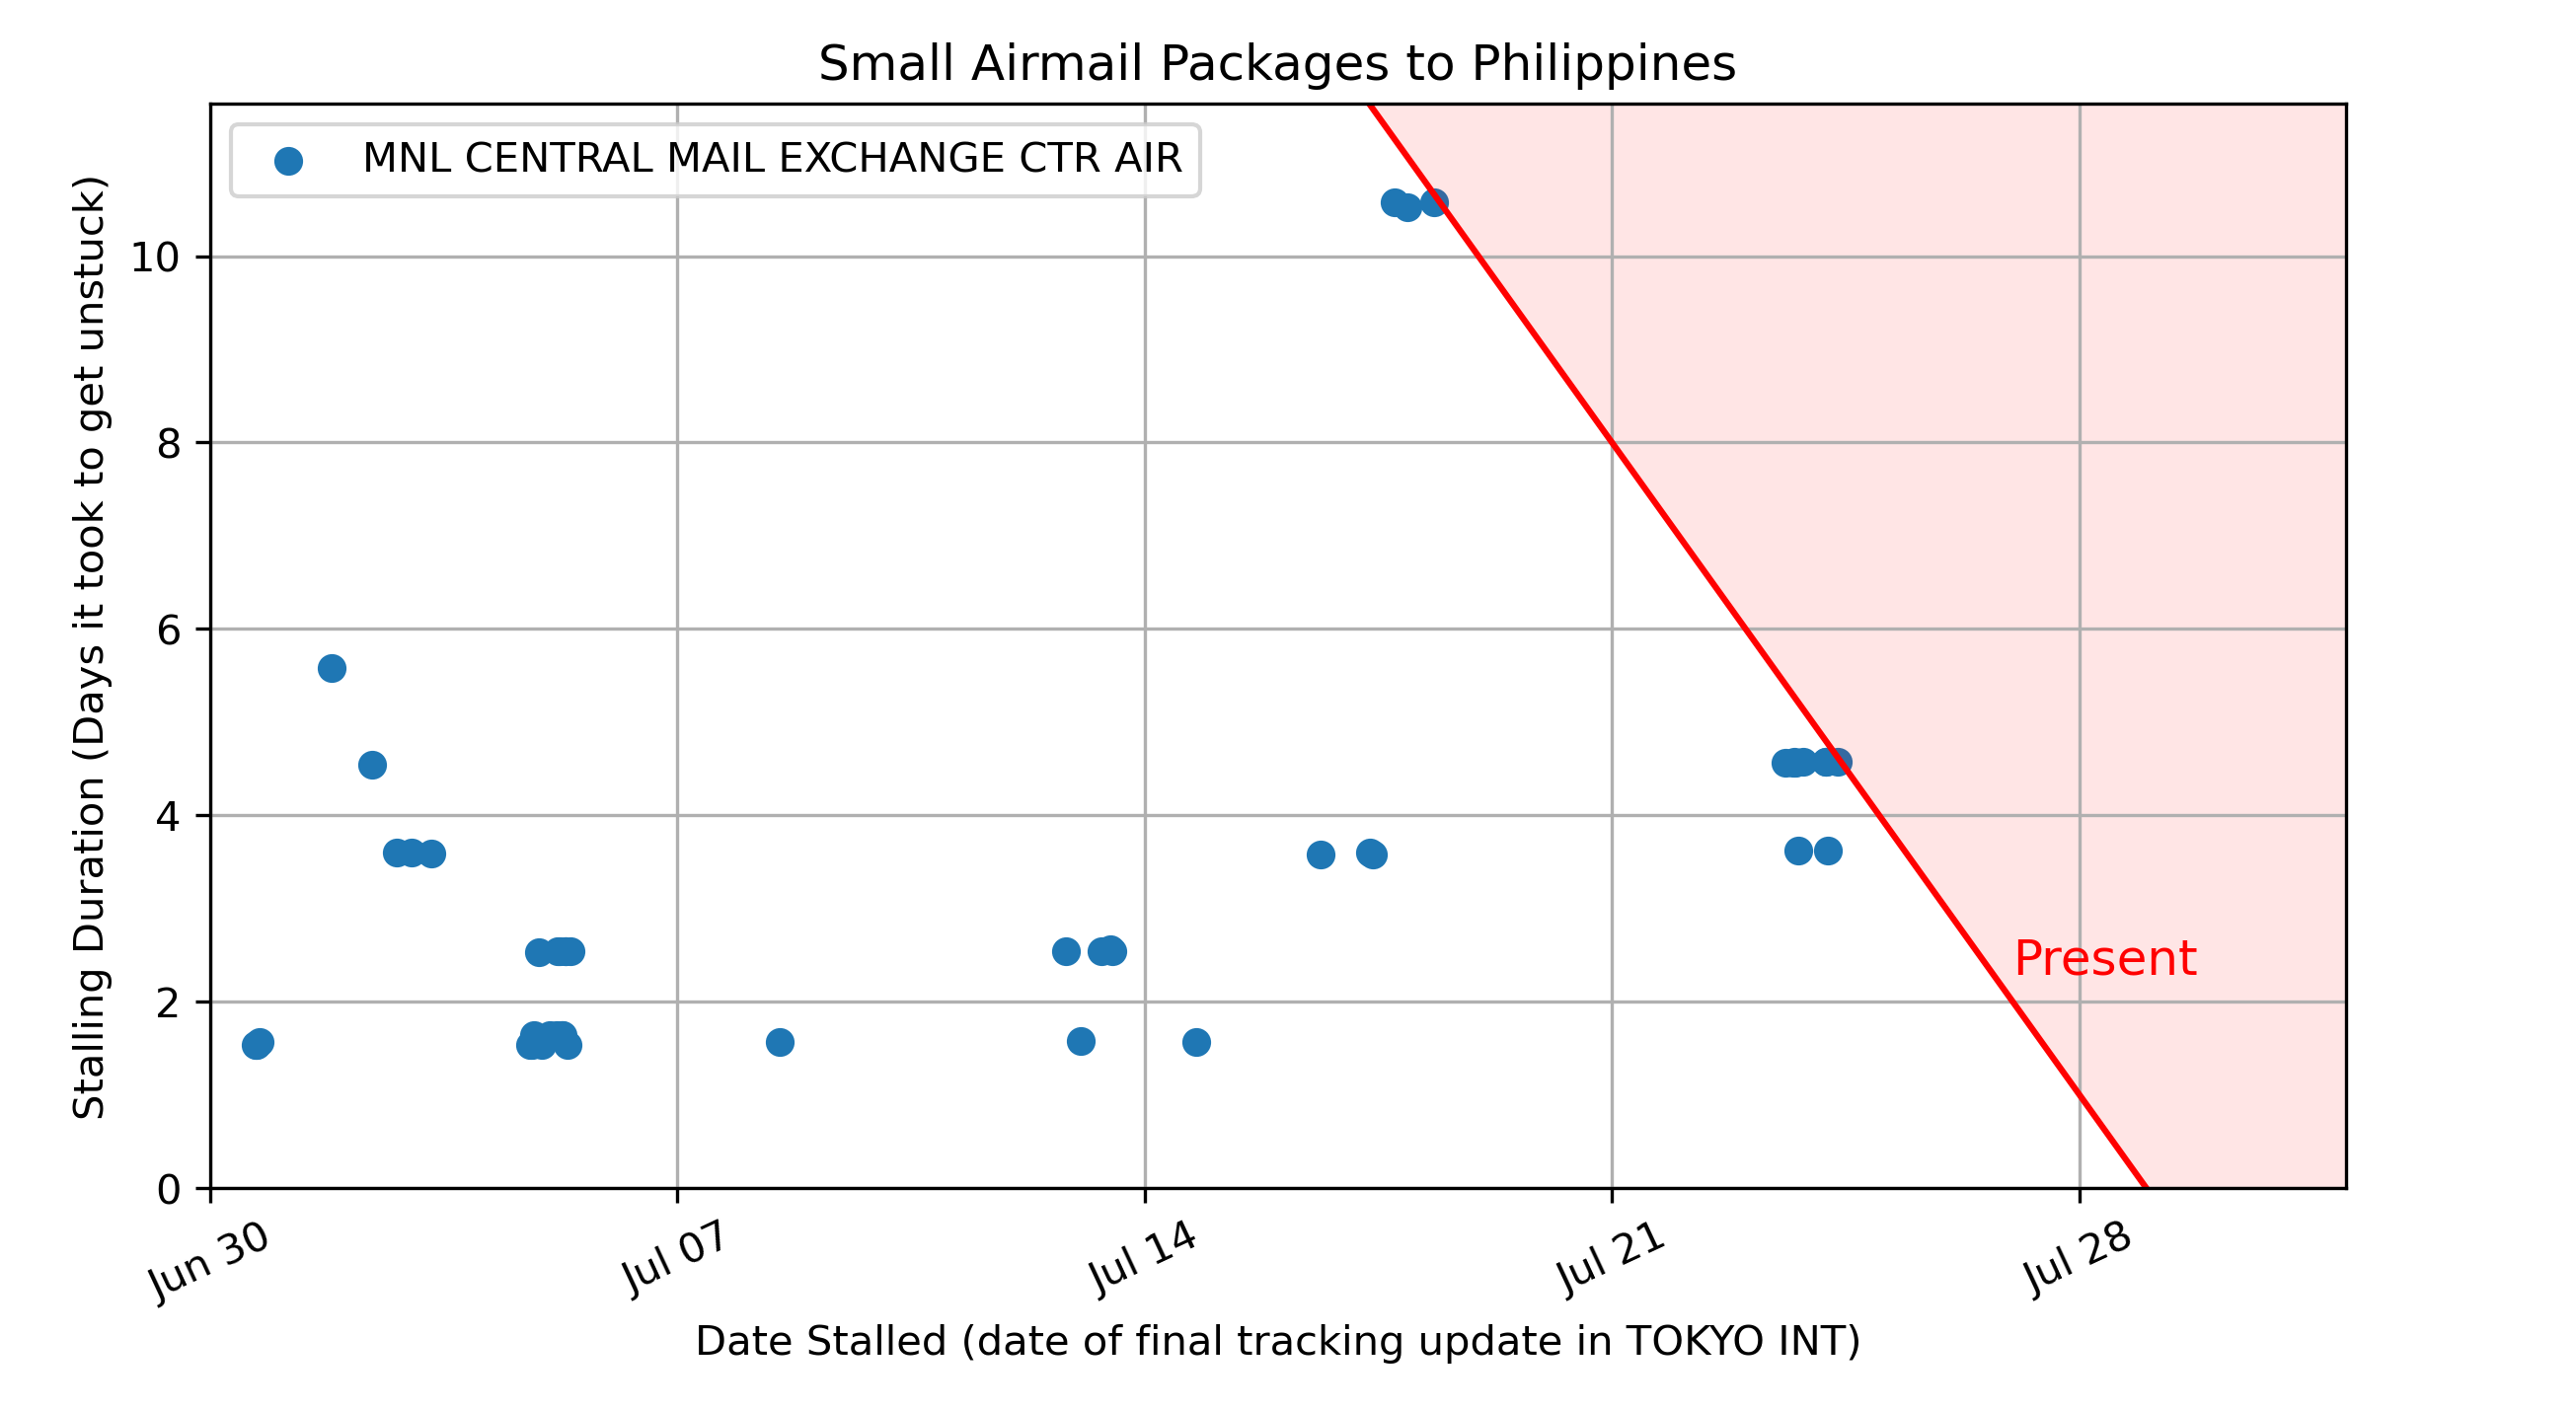 Small Airmail Packages to Philippines
MNL CENTRAL MAIL EXCHANGE CTR AIR
Stalling Duration (Days it took to get unstuck)
10
8
6
4
2
0
Present
Jun 30
Jul 07
Jul 14
Jul 21
Jul 28
Date Stalled (date of final tracking update in TOKYO INT)